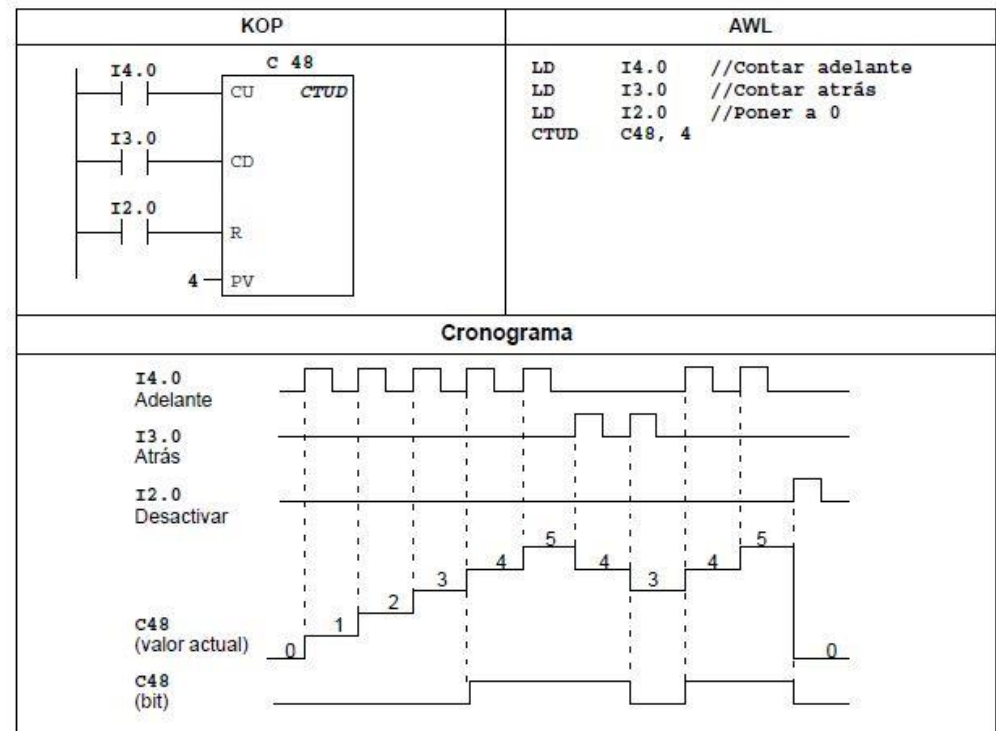 KOP
AWL
C 48
I4.0
CU CTUD
I3.0
CD
I2.0
R
4 PV
LD I4.0 //Contar adelante
LD I3.0 //Contar atrás
LD I2.0 //Poner a 0
CTUD C48, 4
Cronograma
I4.0
Adelante
I3.0
Atrás
I2.0
Desactivar
C48
(valor actual)
0 1 2 3 4 5 4 3 4 5 0
C48
(bit)